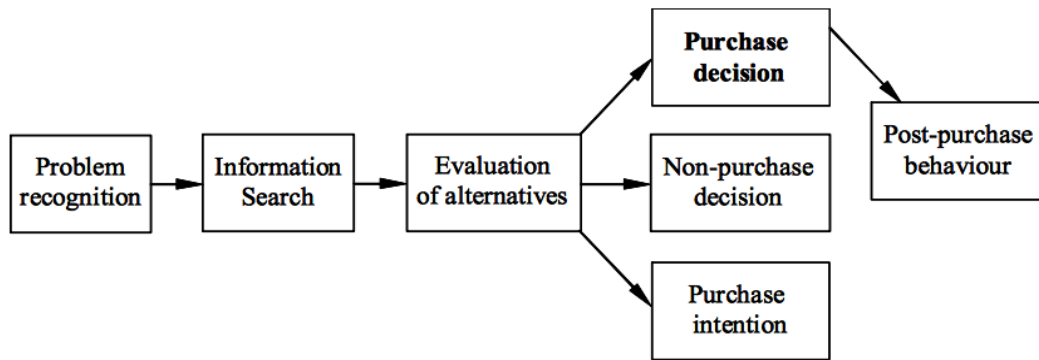 Problem
recognition
Information
Search
Evaluation
of alternatives
Purchase
decision
Non-purchase
decision
Purchase
intention
Post-purchase
behaviour